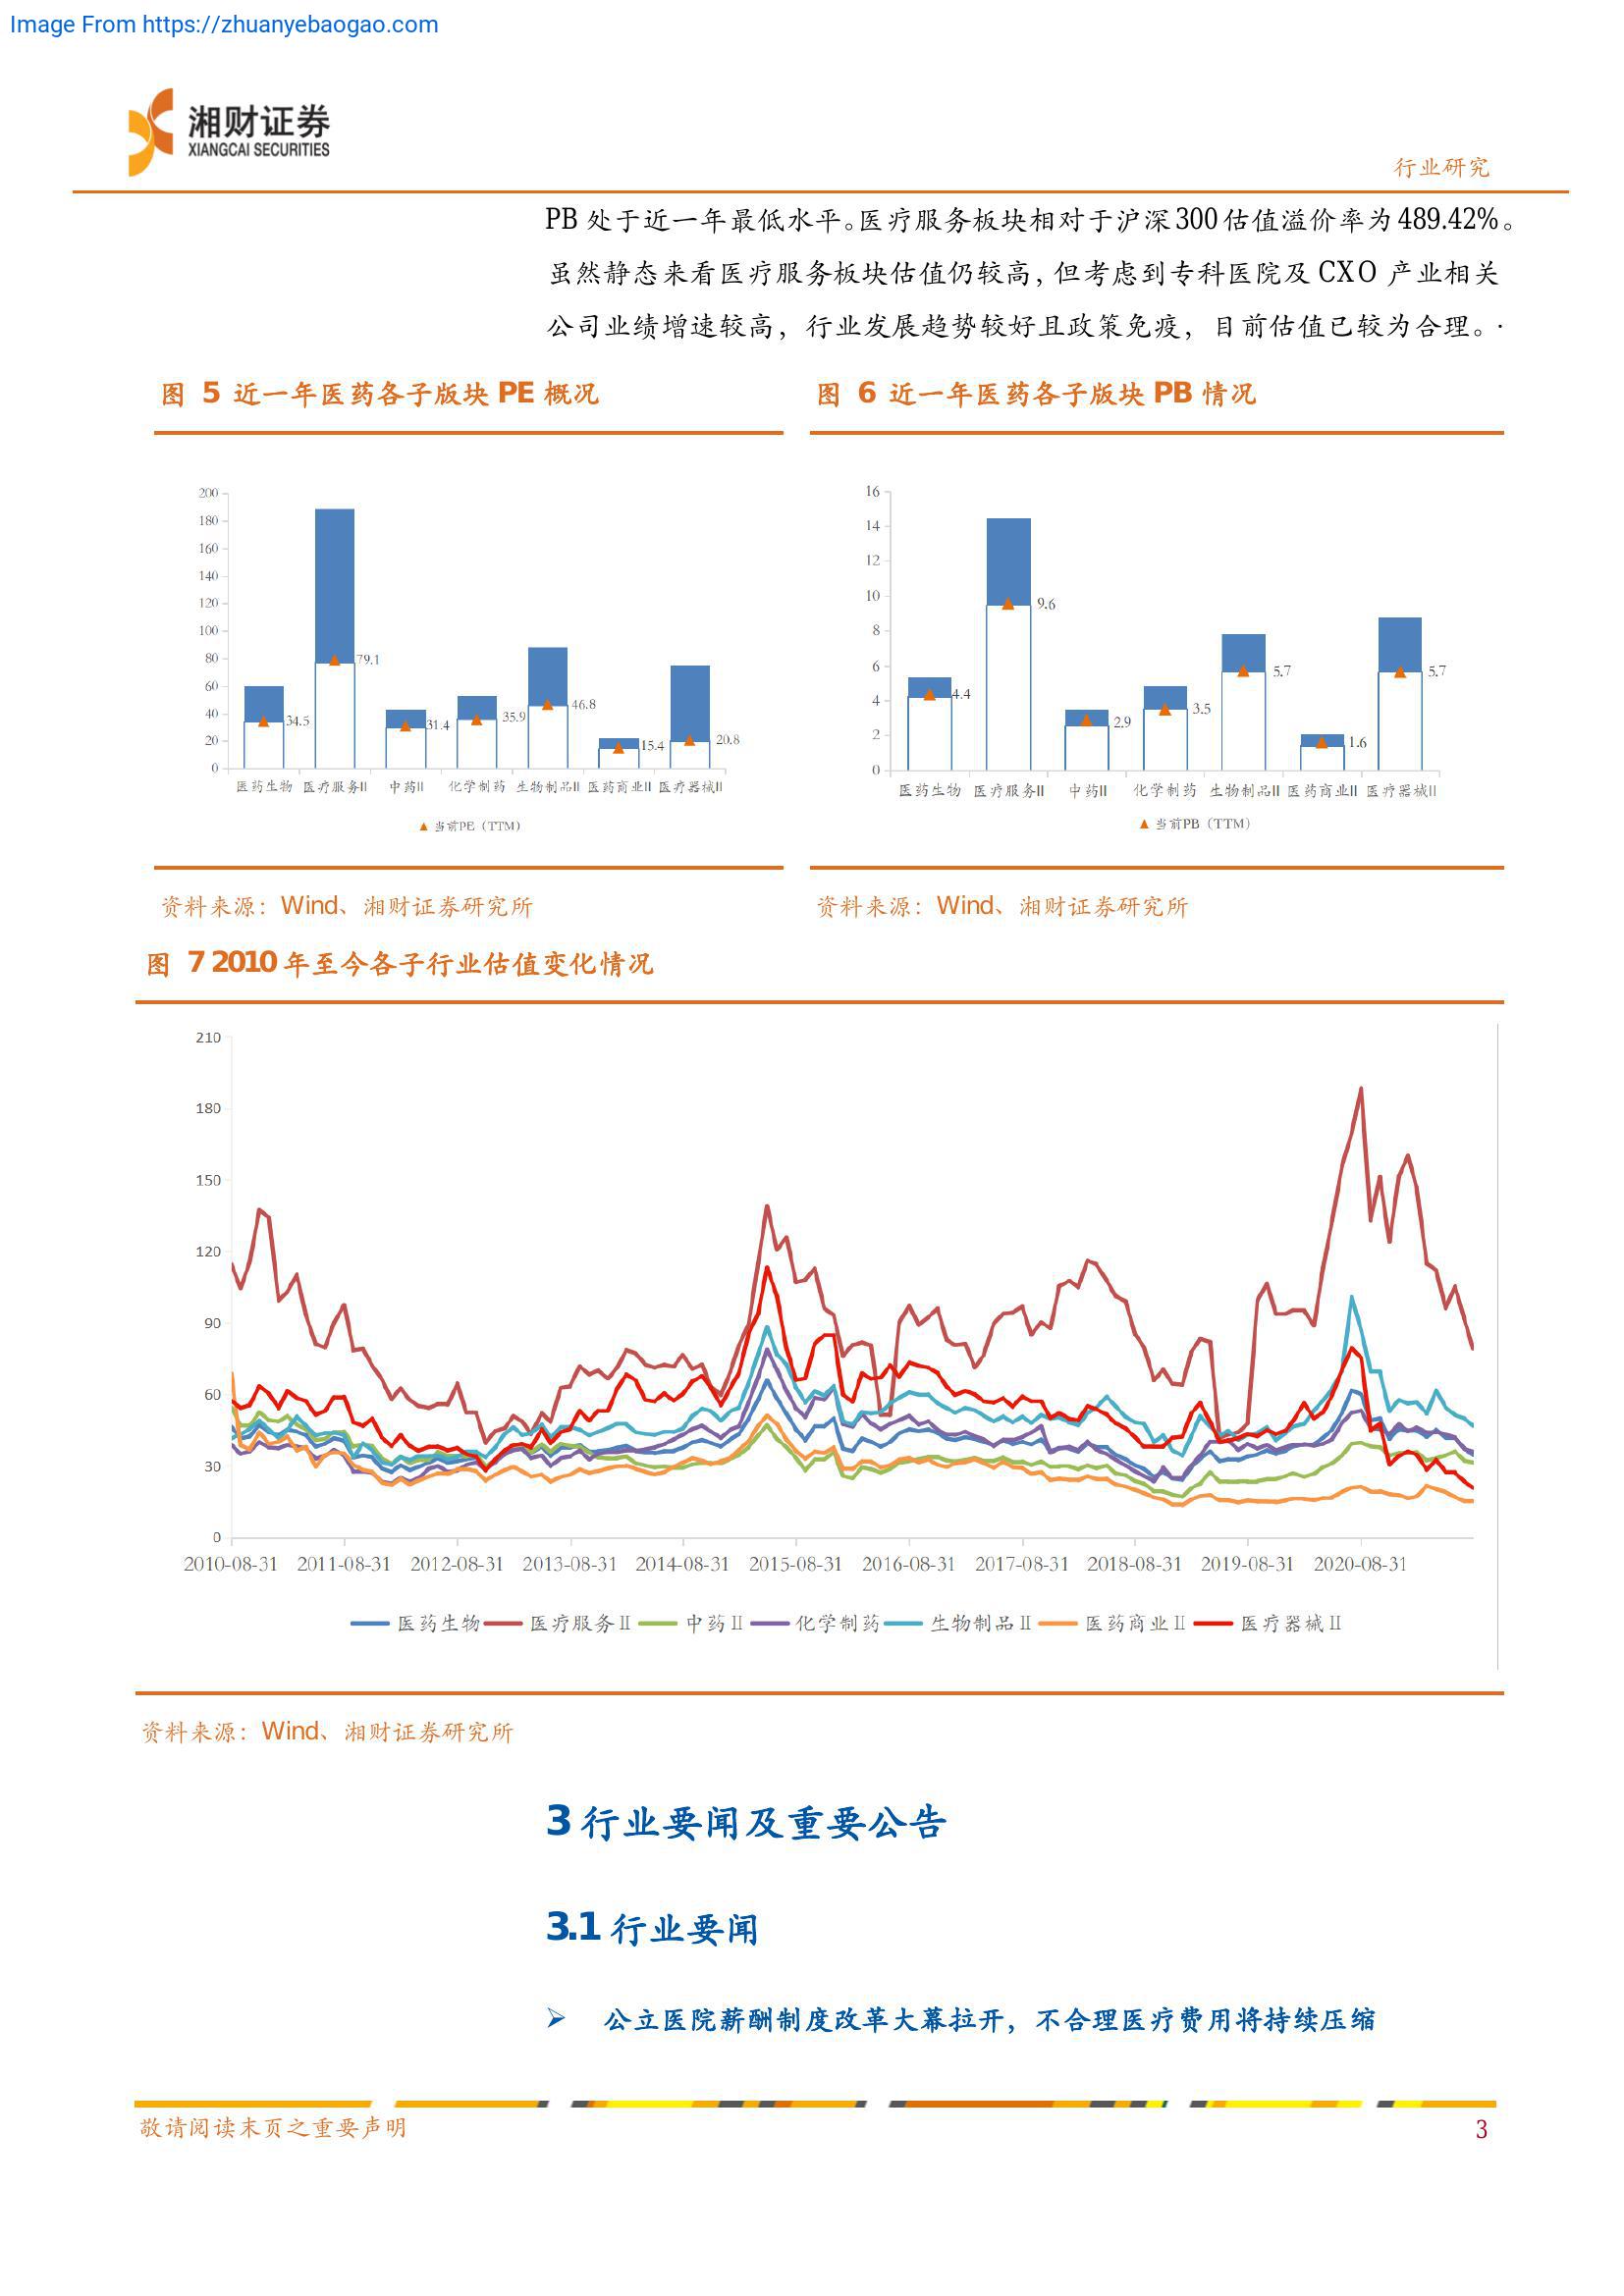 Image From https://zhuanyebaogao.com
湘财证券
XIANGCAI SECURITIES
行业研究
PB 处于近一年最低水平。医疗服务板块相对于沪深 300 估值溢价率为 489.42%。
虽然静态来看医疗服务板块估值仍较高，但考虑到专科医院及 CXO 产业相关
公司业绩增速较高，行业发展趋势较好且政策免疫，目前估值已较为合理。·
图 5 近一年医药各子版块 PE 概况
图 6 近一年医药各子版块 PB 情况
200
180
160
140
120
100
80
60
40
20
0
34.5
79.1
31.4
35.9
46.8
15.4
20.8
医药生物 医疗服务II 中药II 化学制药 生物制品II 医药商业II 医疗器械II
▲ 当前PE（TTM）
16
14
12
10
8
6
4
2
0
4.4
9.6
2.9
3.5
5.7
1.6
5.7
医药生物 医疗服务II 中药II 化学制药 生物制品II 医药商业II 医疗器械II
▲ 当前PB（TTM）
资料来源：Wind、湘财证券研究所
资料来源：Wind、湘财证券研究所
图 7 2010 年至今各子行业估值变化情况
210
180
150
120
90
60
30
0
2010-08-31 2011-08-31 2012-08-31 2013-08-31 2014-08-31 2015-08-31 2016-08-31 2017-08-31 2018-08-31 2019-08-31 2020-08-31
医药生物 医疗服务Ⅱ 中药Ⅱ 化学制药 生物制品Ⅱ 医药商业Ⅱ 医疗器械Ⅱ
资料来源：Wind、湘财证券研究所
3 行业要闻及重要公告
3.1 行业要闻
➢ 公立医院薪酬制度改革大幕拉开，不合理医疗费用将持续压缩
敬请阅读末页之重要声明
3